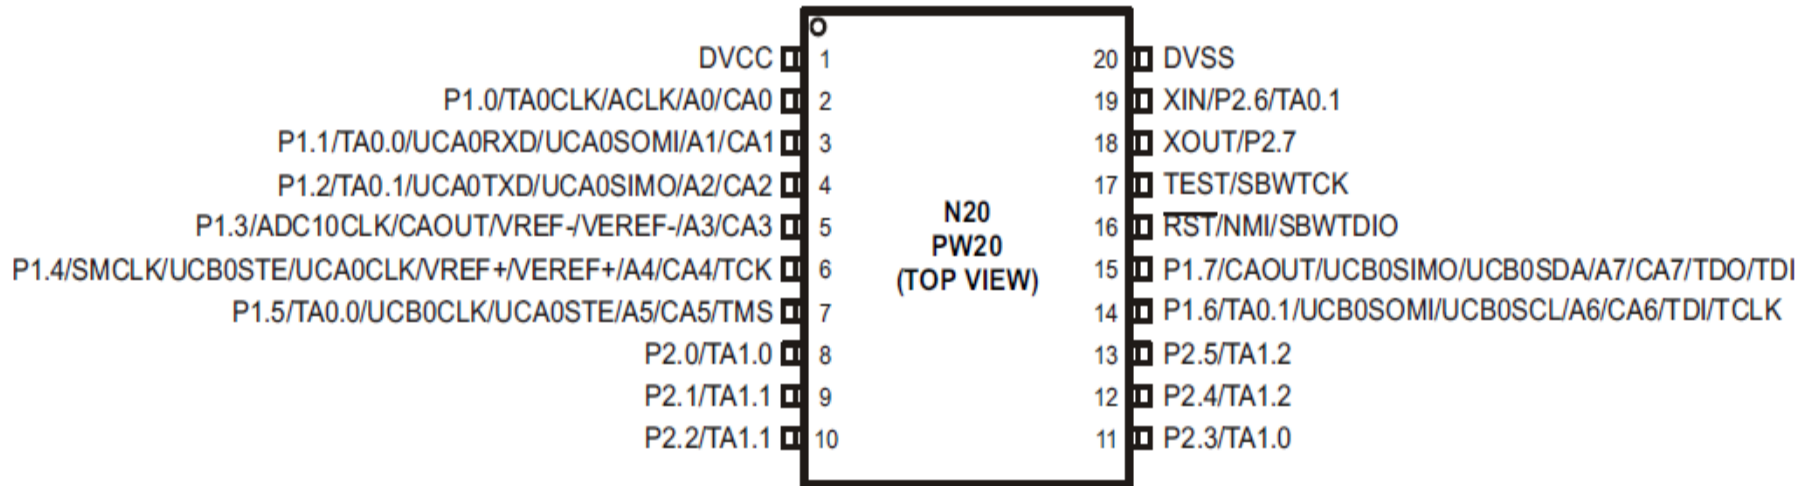 DVCC 1 20 DVSS
P1.0/TA0CLK/ACLK/A0/CA0 2 19 XIN/P2.6/TA0.1
P1.1/TA0.0/UCA0RXD/UCA0SOMI/A1/CA1 3 18 XOUT/P2.7
P1.2/TA0.1/UCA0TXD/UCA0SIMO/A2/CA2 4 17 TEST/SBWTCK
P1.3/ADC10CLK/CAOUT/VREF-/VEREF-/A3/CA3 5 16 RST/NMI/SBWTDIO
P1.4/SMCLK/UCB0STE/UCA0CLK/VREF+/VEREF+/A4/CA4/TCK 6 15 P1.7/CAOUT/UCB0SIMO/UCB0SDA/A7/CA7/TDO/TDI
P1.5/TA0.0/UCB0CLK/UCA0STE/A5/CA5/TMS 7 14 P1.6/TA0.1/UCB0SOMI/UCB0SCL/A6/CA6/TDI/TCLK
P2.0/TA1.0 8 13 P2.5/TA1.2
P2.1/TA1.1 9 12 P2.4/TA1.2
P2.2/TA1.1 10 11 P2.3/TA1.0
N20
PW20
(TOP VIEW)